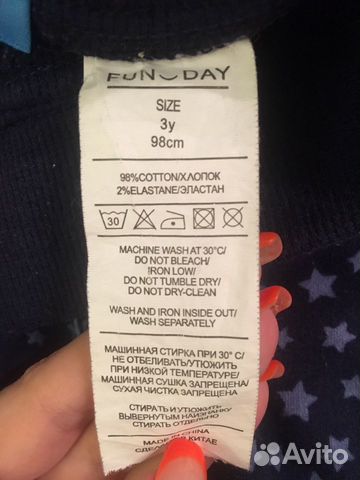 FUN DAY
SIZE
3y
98cm
98%COTTON/ХЛОПОК
2%ELASTANE/ЭЛАСТАН
30
MACHINE WASH AT 30°C/
DO NOT BLEACH/
IRON LOW/
DO NOT TUMBLE DRY/
DO NOT DRY-CLEAN
WASH AND IRON INSIDE OUT/
WASH SEPARATELY
МАШИННАЯ СТИРКА ПРИ 30° С/
НЕ ОТБЕЛИВАТЬ/УТЮЖИТЬ
ПРИ НИЗКОЙ ТЕМПЕРАТУРЕ/
МАШИННАЯ СУШКА ЗАПРЕЩЕНА/
СУХАЯ ЧИСТКА ЗАПРЕЩЕНА
СТИРАТЬ И УТЮЖИТЬ
ВЫВЕРНУТЫМ НАИЗНАНКУ
СТИРАТЬ ОТДЕЛЬНО
MADE IN CHINA
СДЕЛАНО В КИТАЕ
Avito